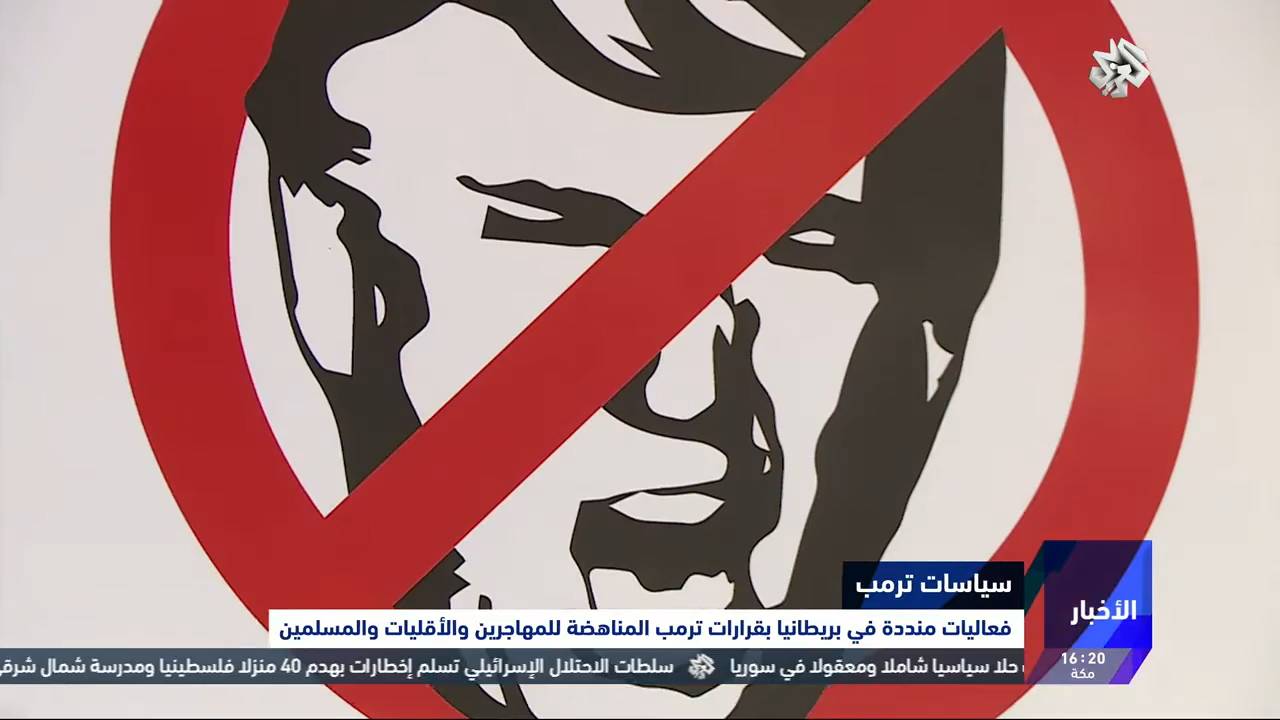 سياسات ترمب
الأخبار
فعاليات منددة في بريطانيا بقرارات ترمب المناهضة للمهاجرين والأقليات والمسلمين
حلا سياسيا شاملا ومعقولا في سوريا
سلطات الاحتلال الإسرائيلي تسلم إخطارات بهدم 40 منزلا فلسطينيا ومدرسة شمال شرقي
16:20
مكة